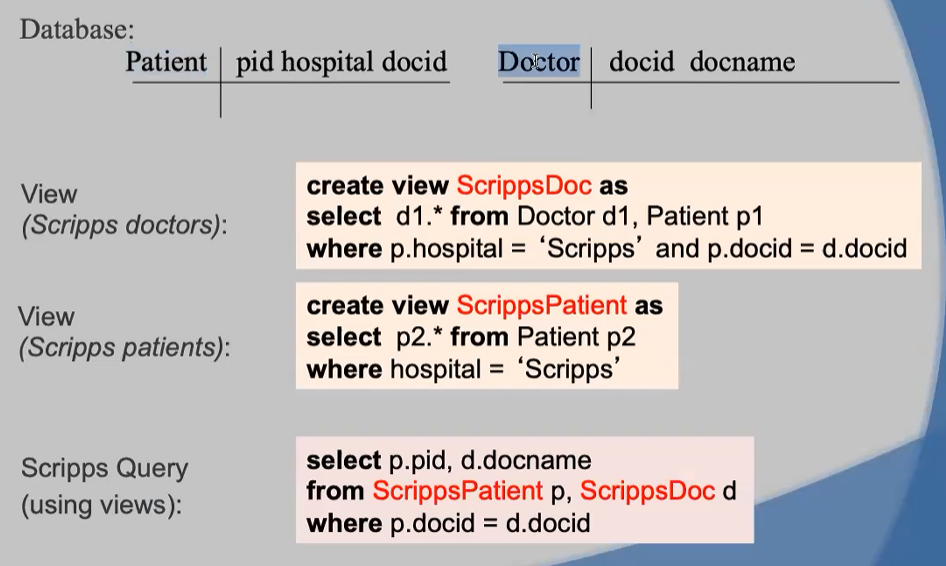 Database:
Patient pid hospital docid Doctor docid docname
View
(Scripps doctors):
create view ScrippsDoc as
select d1.* from Doctor d1, Patient p1
where p.hospital = ‘Scripps’ and p.docid = d.docid
View
(Scripps patients):
create view ScrippsPatient as
select p2.* from Patient p2
where hospital = ‘Scripps’
Scripps Query
(using views):
select p.pid, d.docname
from ScrippsPatient p, ScrippsDoc d
where p.docid = d.docid